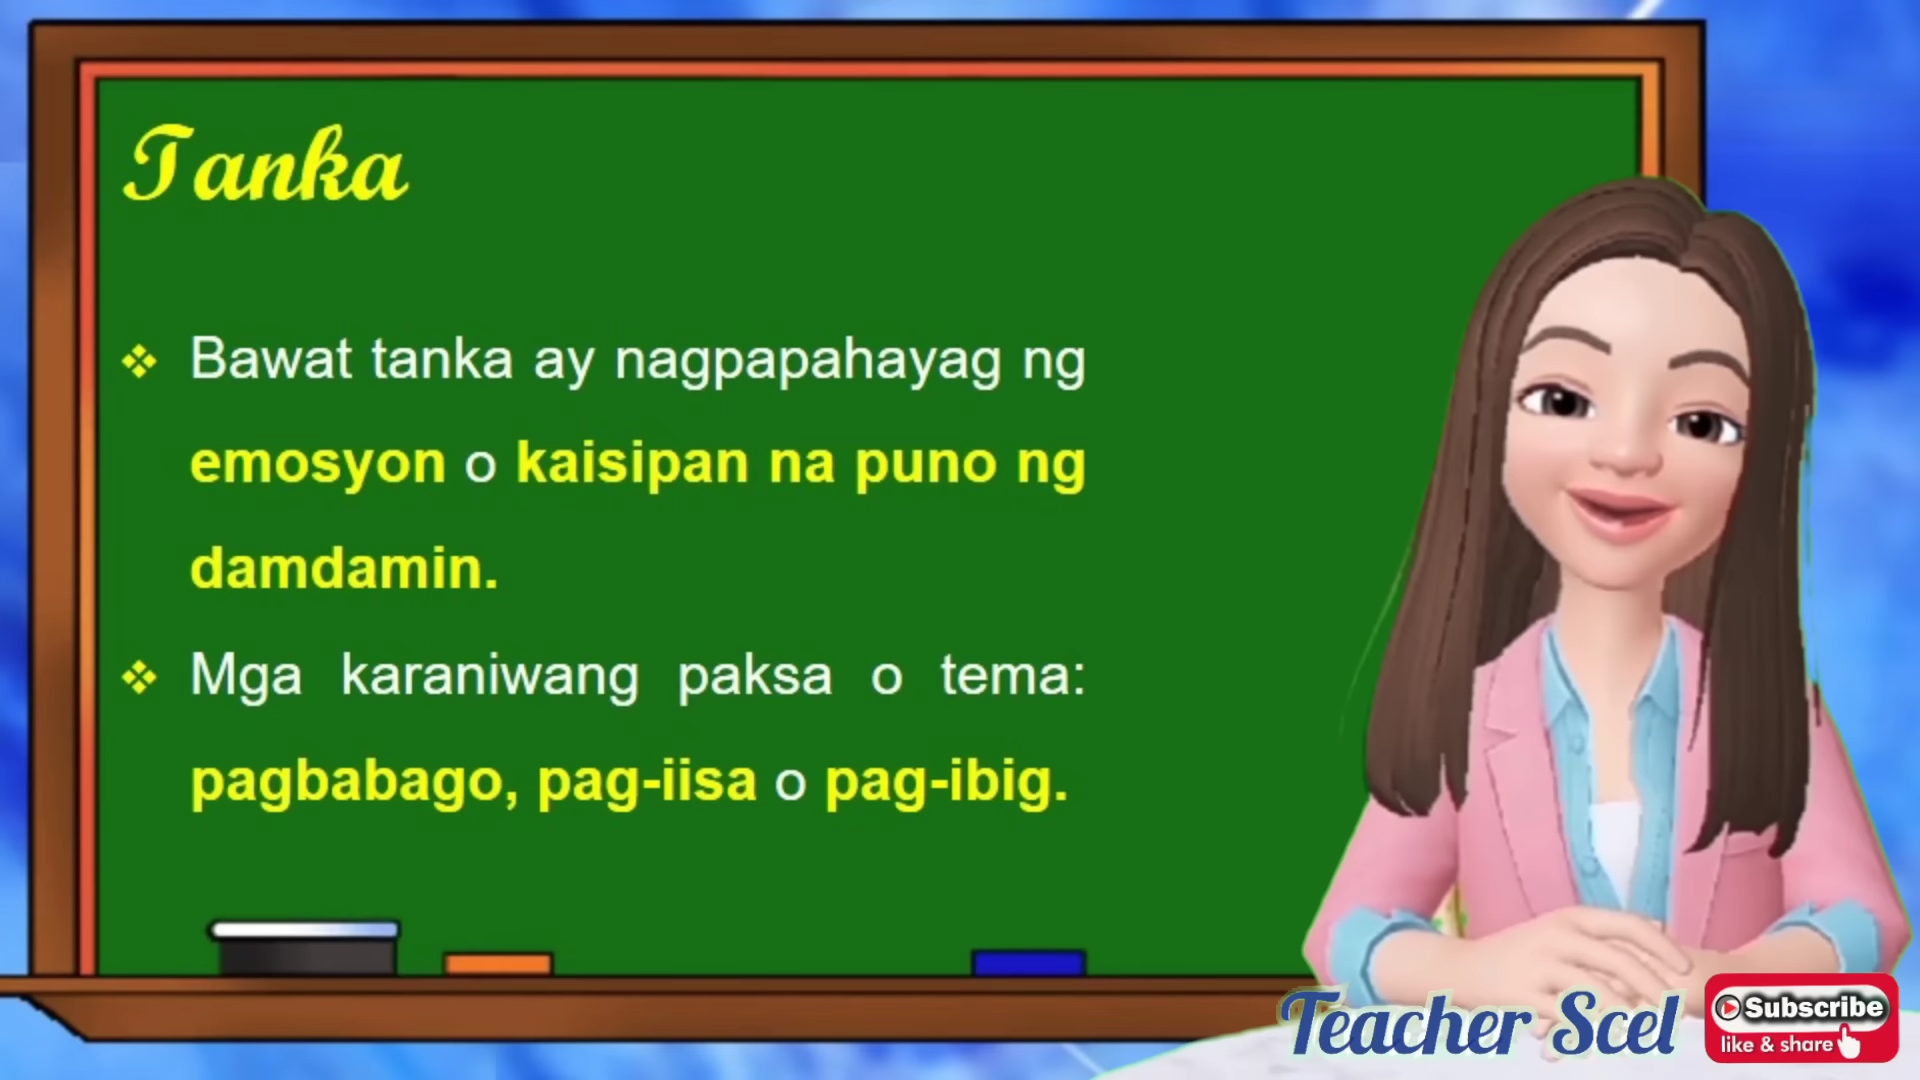 Tanka
Bawat tanka ay nagpapahayag ng
emosyon o kaisipan na puno ng
damdamin.
Mga karaniwang paksa o tema:
pagbabago, pag-iisa o pag-ibig.
Teacher Scel
Subscribe
like & share